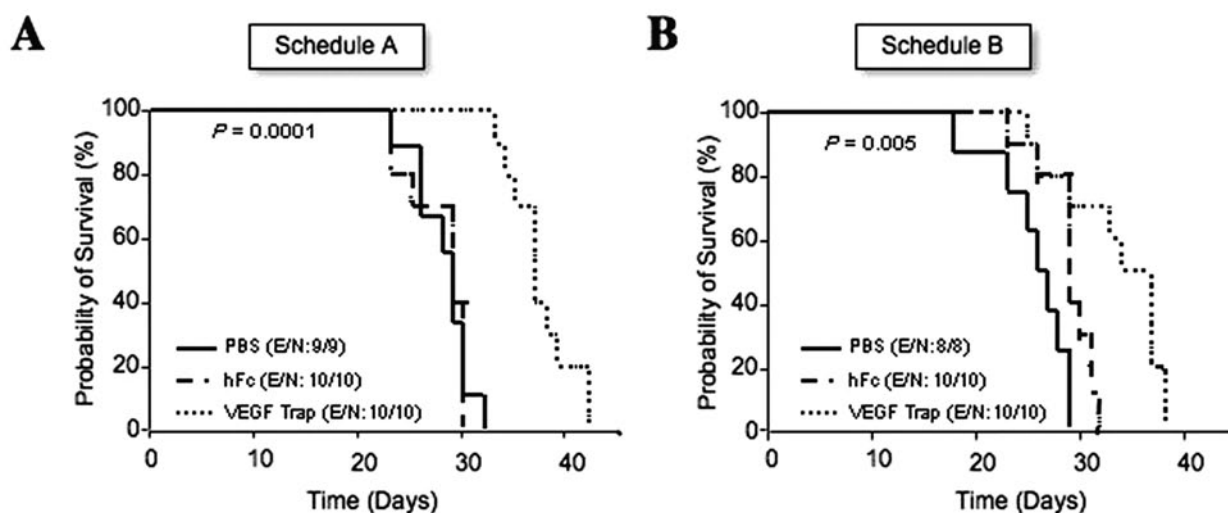 A
Schedule A
Probability of Survival (%)
100
80
60
40
20
0
P = 0.0001
PBS (E/N:9/9)
hFc (E/N: 10/10)
VEGF Trap (E/N:10/10)
0 10 20 30 40
Time (Days)
B
Schedule B
Probability of Survival (%)
100
80
60
40
20
0
P = 0.005
PBS (E/N:8/8)
hFc (E/N: 10/10)
VEGF Trap (E/N:10/10)
0 10 20 30 40
Time (Days)